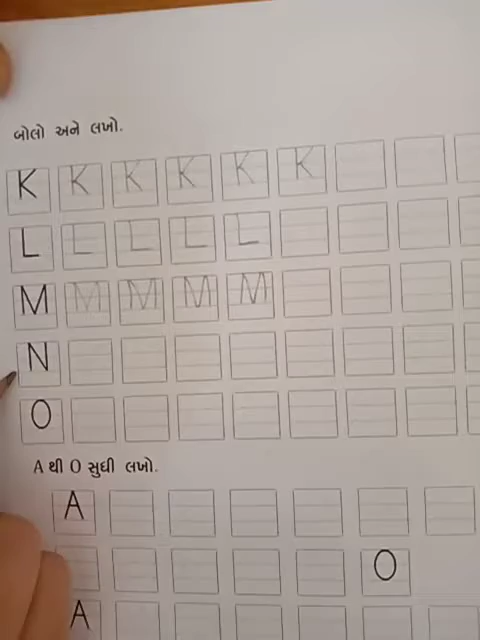 બોલો અને લખો.
K K K K K K
L L L L L
M M M M M
N
O
A થી O સુધી લખો.
A
O
A